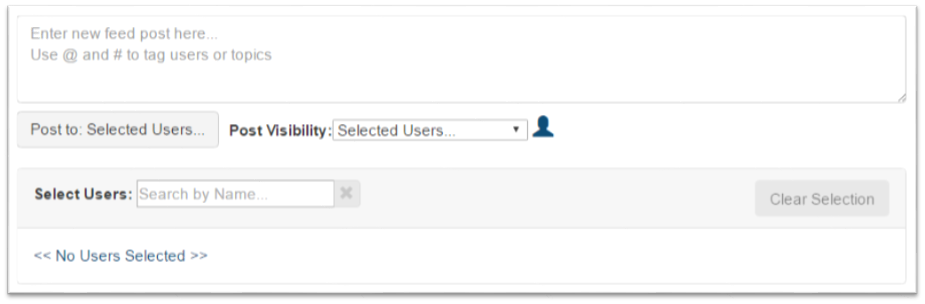 Enter new feed post here...
Use @ and # to tag users or topics
Post to: Selected Users... Post Visibility: Selected Users...
Select Users: Search by Name... Clear Selection
<< No Users Selected >>